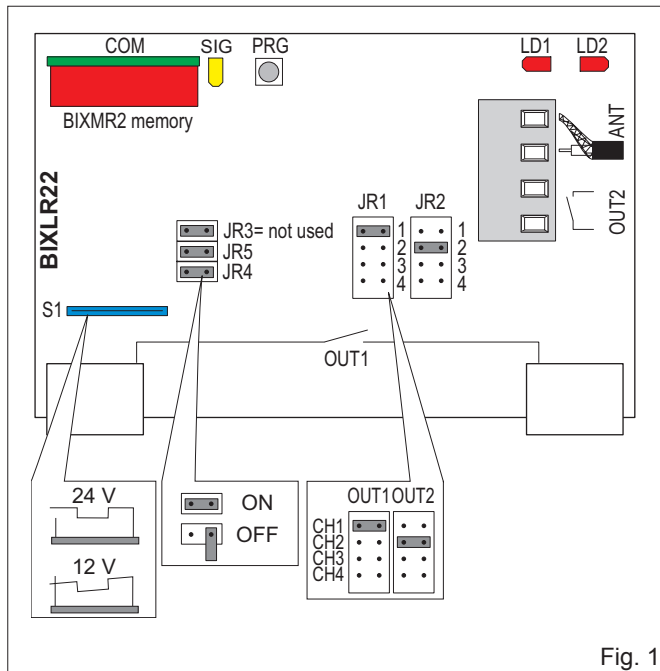 COM
SIG
PRG
LD1
LD2
BIXMR2 memory
ANT
OUT2
BIXLR22
JR3= not used
JR5
JR4
JR1
JR2
1
2
3
4
1
2
3
4
S1
OUT1
24 V
12 V
ON
OFF
OUT1 OUT2
CH1
CH2
CH3
CH4
Fig. 1